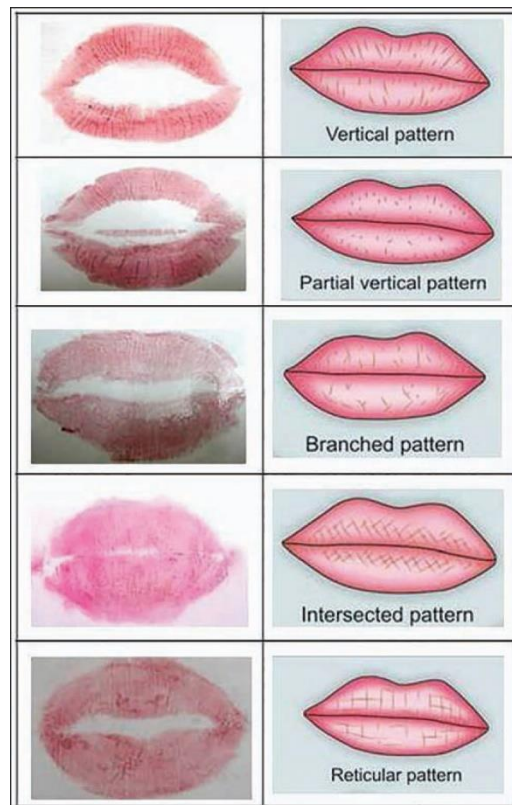 Vertical pattern
Partial vertical pattern
Branched pattern
Intersected pattern
Reticular pattern